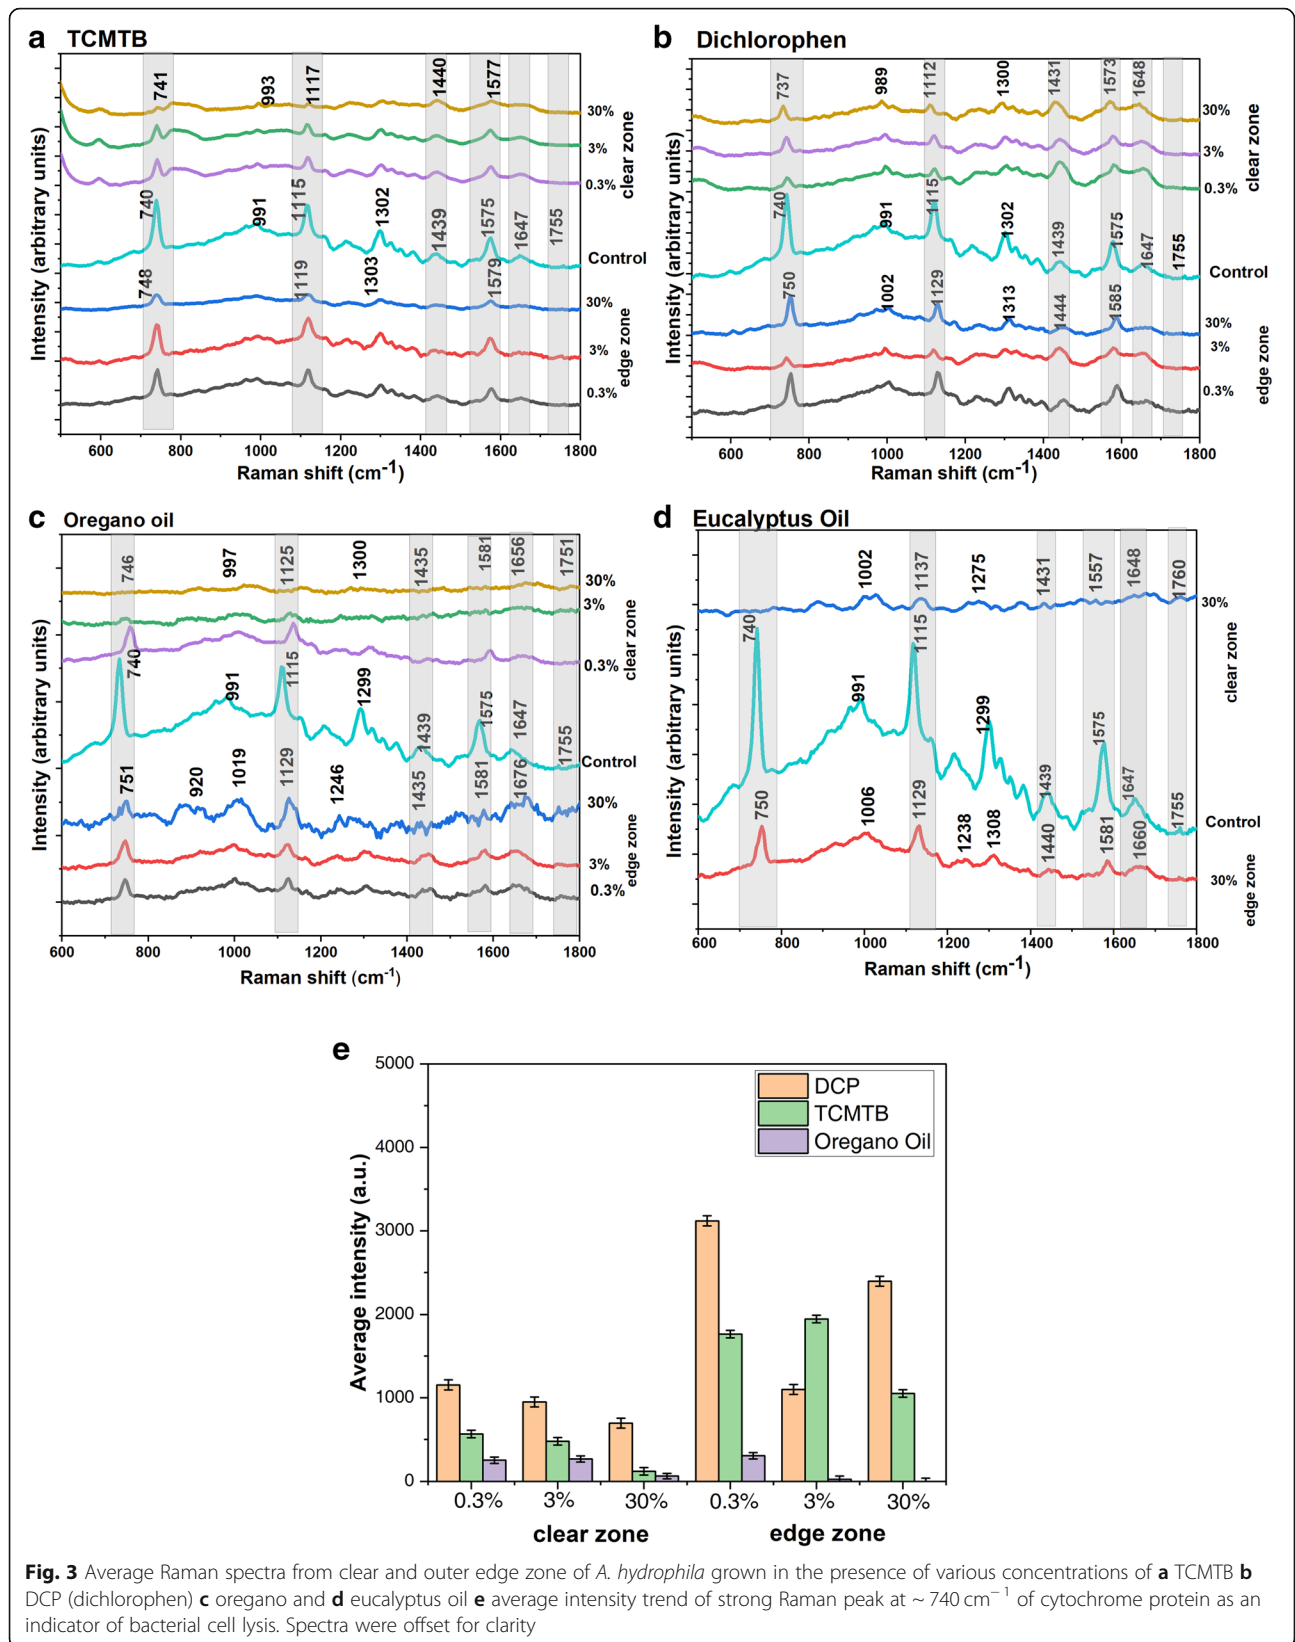 a TCMTB
Intensity (arbitrary units)
741 993 1117 1440 1577
30%
3%
0.3%
clear zone
740 991 1115 1302 1439 1575 1647 1755
Control
748 1119 1303 1579
30%
3%
0.3%
edge zone
600 800 1000 1200 1400 1600 1800
Raman shift (cm-1)
b Dichlorophen
Intensity (arbitrary units)
737 989 1112 1300 1431 1573 1648
30%
3%
0.3%
clear zone
740 991 1115 1302 1439 1575 1647 1755
Control
750 1002 1129 1313 1444 1585
30%
3%
0.3%
edge zone
600 800 1000 1200 1400 1600 1800
Raman shift (cm-1)
c Oregano oil
Intensity (arbitrary units)
746 997 1125 1300 1435 1581 1656 1751
30%
3%
0.3%
clear zone
740 991 1115 1299 1439 1575 1647 1755
Control
751 920 1019 1129 1246 1435 1581 1676
30%
3%
0.3%
edge zone
600 800 1000 1200 1400 1600 1800
Raman shift (cm-1)
d Eucalyptus Oil
Intensity (arbitrary units)
1002 1137 1275 1431 1557 1648 1760
30%
clear zone
740 991 1115 1299 1439 1575 1647 1755
Control
750 1006 1129 1238 1308 1440 1581 1660
30%
edge zone
600 800 1000 1200 1400 1600 1800
Raman shift (cm-1)
e
Average intensity (a.u.)
5000
4000
3000
2000
1000
0
DCP
TCMTB
Oregano Oil
0.3% 3% 30% 0.3% 3% 30%
clear zone edge zone
Fig. 3 Average Raman spectra from clear and outer edge zone of A. hydrophila grown in the presence of various concentrations of a TCMTB b
DCP (dichlorophen) c oregano and d eucalyptus oil e average intensity trend of strong Raman peak at ~ 740 cm−1 of cytochrome protein as an
indicator of bacterial cell lysis. Spectra were offset for clarity